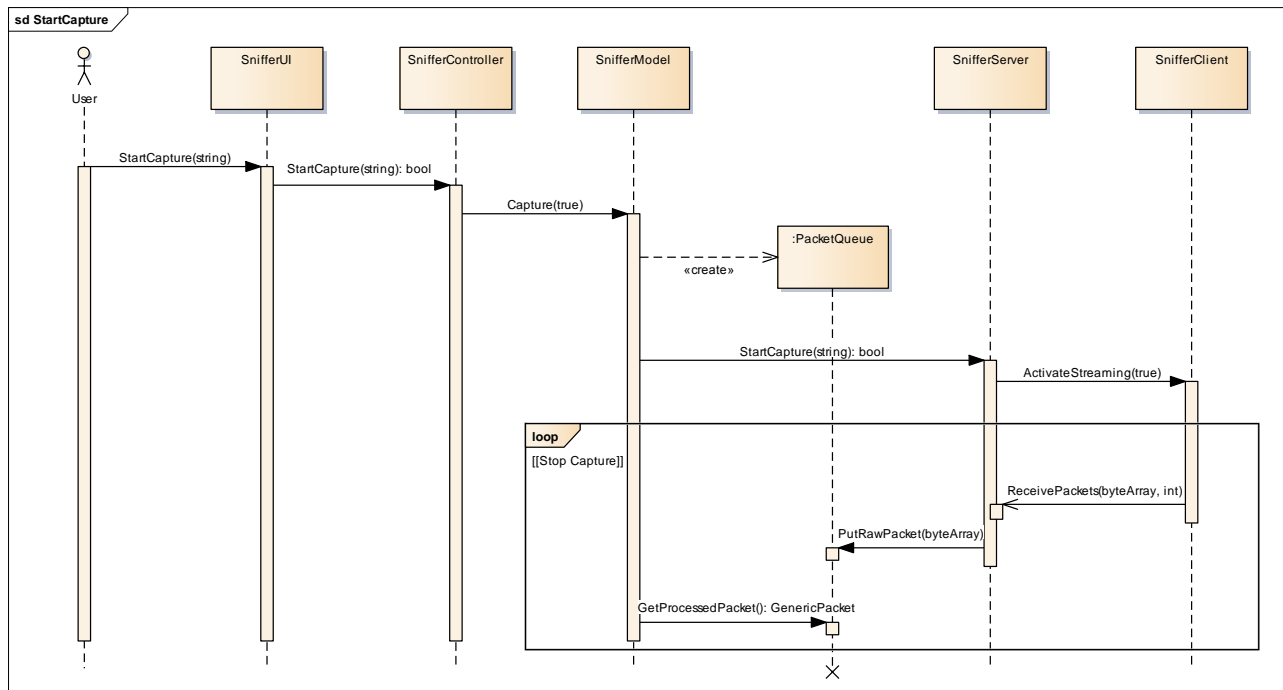 sd StartCapture
User
SnifferUI
SnifferController
SnifferModel
SnifferServer
SnifferClient
StartCapture(string)
StartCapture(string): bool
Capture(true)
:PacketQueue
«create»
StartCapture(string): bool
ActivateStreaming(true)
loop
[[Stop Capture]]
ReceivePackets(byteArray, int)
PutRawPacket(byteArray)
GetProcessedPacket(): GenericPacket